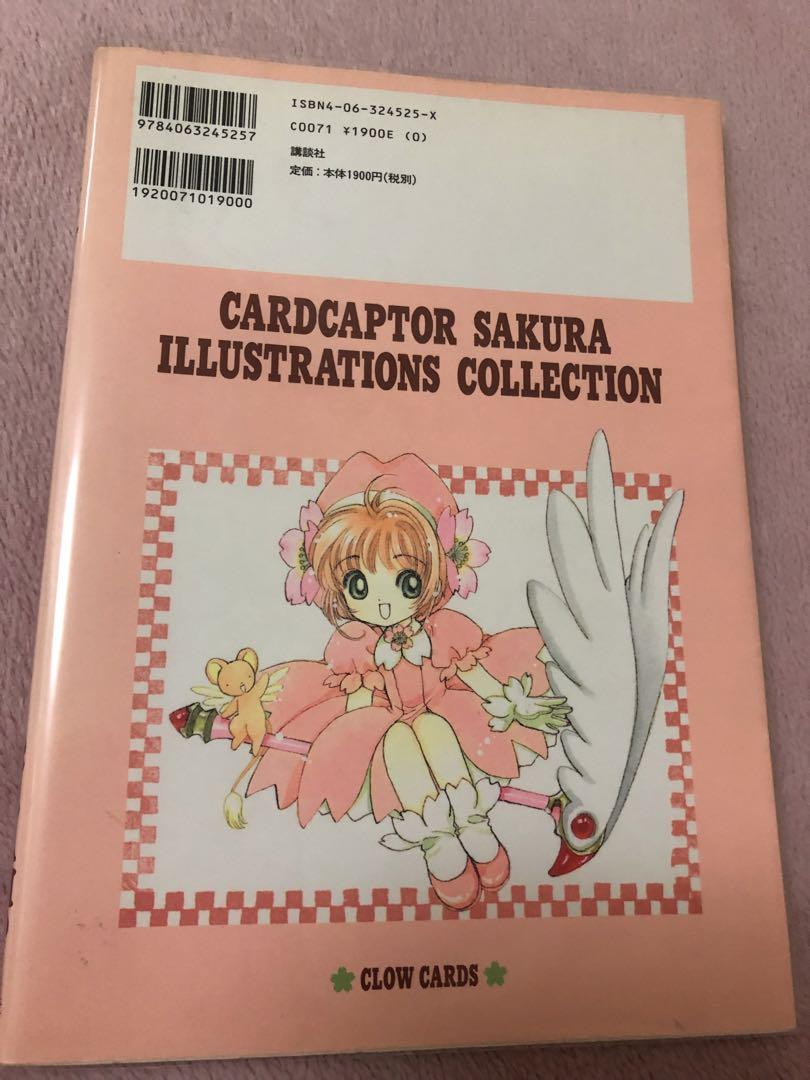 ISBN4-06-324525-X
9784063245257
C0071 ¥1900E (0)
講談社
定価：本体1900円(税別)
1920071019000
CARDCAPTOR SAKURA
ILLUSTRATIONS COLLECTION
CLOW CARDS